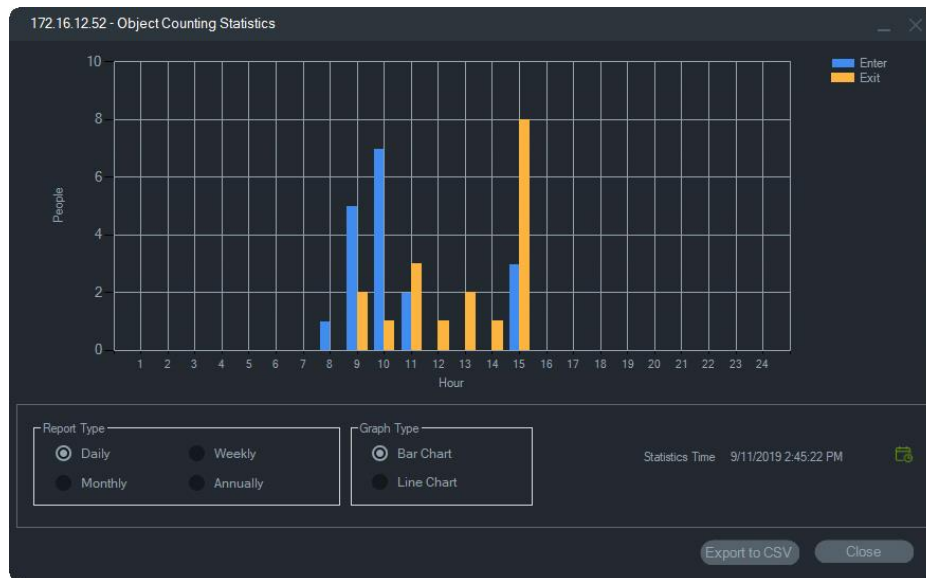 172.16.12.52 - Object Counting Statistics
Enter
Exit
10
8
6
4
2
0
People
1 2 3 4 5 6 7 8 9 10 11 12 13 14 15 16 17 18 19 20 21 22 23 24
Hour
Report Type
Daily Weekly
Monthly Annually
Graph Type
Bar Chart
Line Chart
Statistics Time 9/11/2019 2:45:22 PM
Export to CSV Close